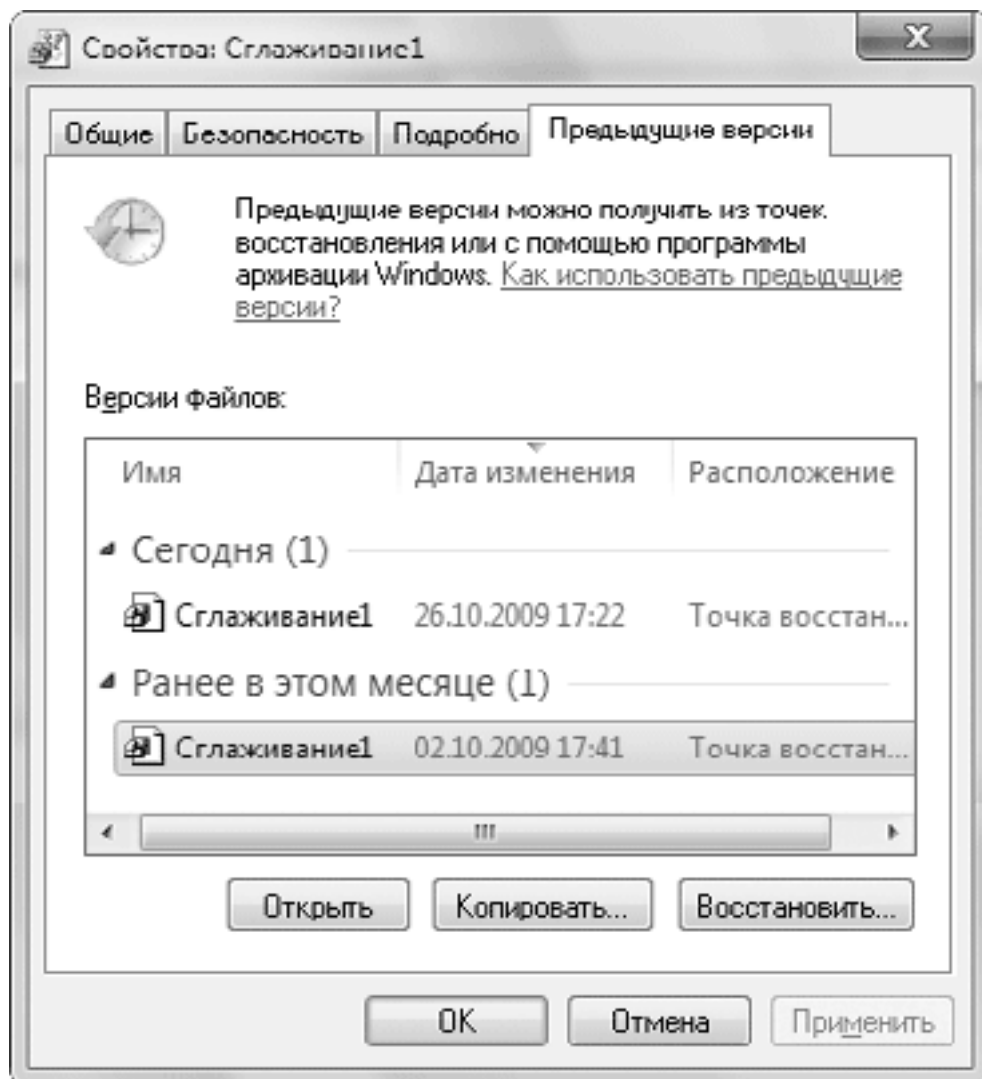 Свойства: Сглаживание1
Общие Безопасность Подробно Предыдущие версии
Предыдущие версии можно получить из точек
восстановления или с помощью программы
архивации Windows. Как использовать предыдущие
версии?
Версии файлов:
Имя Дата изменения Расположение
Сегодня (1)
Сглаживание1 26.10.2009 17:22 Точка восстан...
Ранее в этом месяце (1)
Сглаживание1 02.10.2009 17:41 Точка восстан...
Открыть Копировать... Восстановить...
ОК Отмена Применить